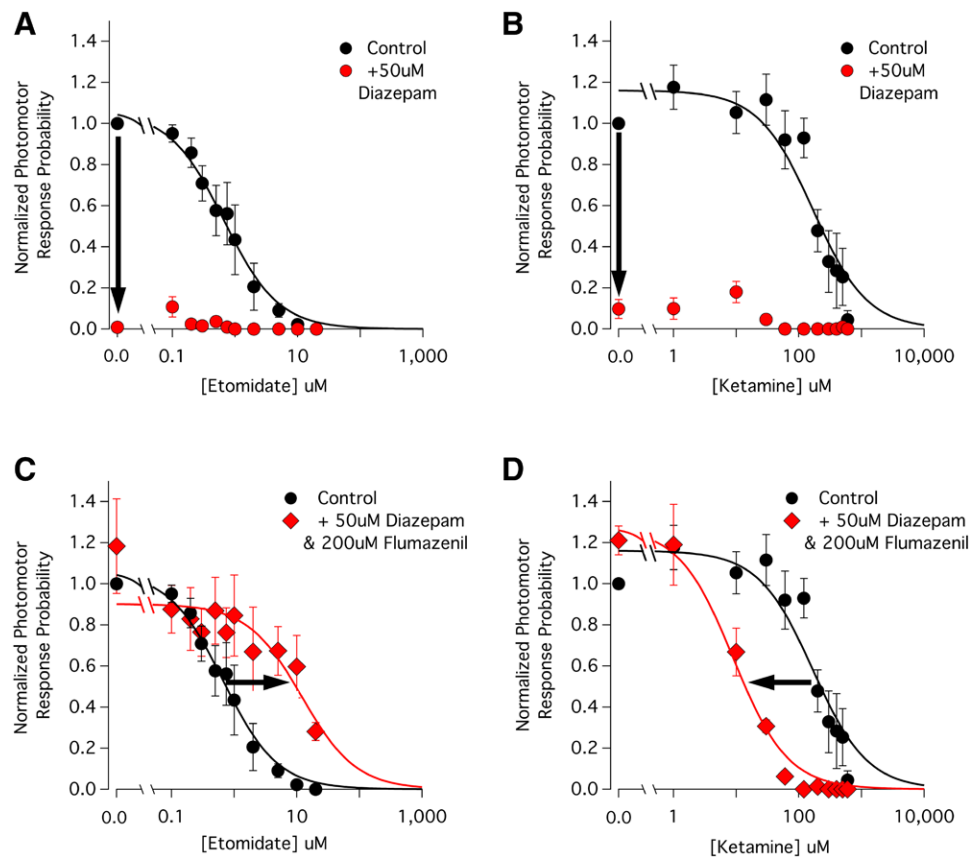 A
Normalized Photomotor
Response Probability
1.4
1.2
1.0
0.8
0.6
0.4
0.2
0.0
Control
+50uM
Diazepam
0.0
0.1
10
1,000
[Etomidate] uM
B
Normalized Photomotor
Response Probability
1.4
1.2
1.0
0.8
0.6
0.4
0.2
0.0
Control
+50uM
Diazepam
0.0
1
100
10,000
[Ketamine] uM
C
Normalized Photomotor
Response Probability
1.4
1.2
1.0
0.8
0.6
0.4
0.2
0.0
Control
+ 50uM Diazepam
& 200uM Flumazenil
0.0
0.1
10
1,000
[Etomidate] uM
D
Normalized Photomotor
Response Probability
1.4
1.2
1.0
0.8
0.6
0.4
0.2
0.0
Control
+ 50uM Diazepam
& 200uM Flumazenil
0.0
1
100
10,000
[Ketamine] uM